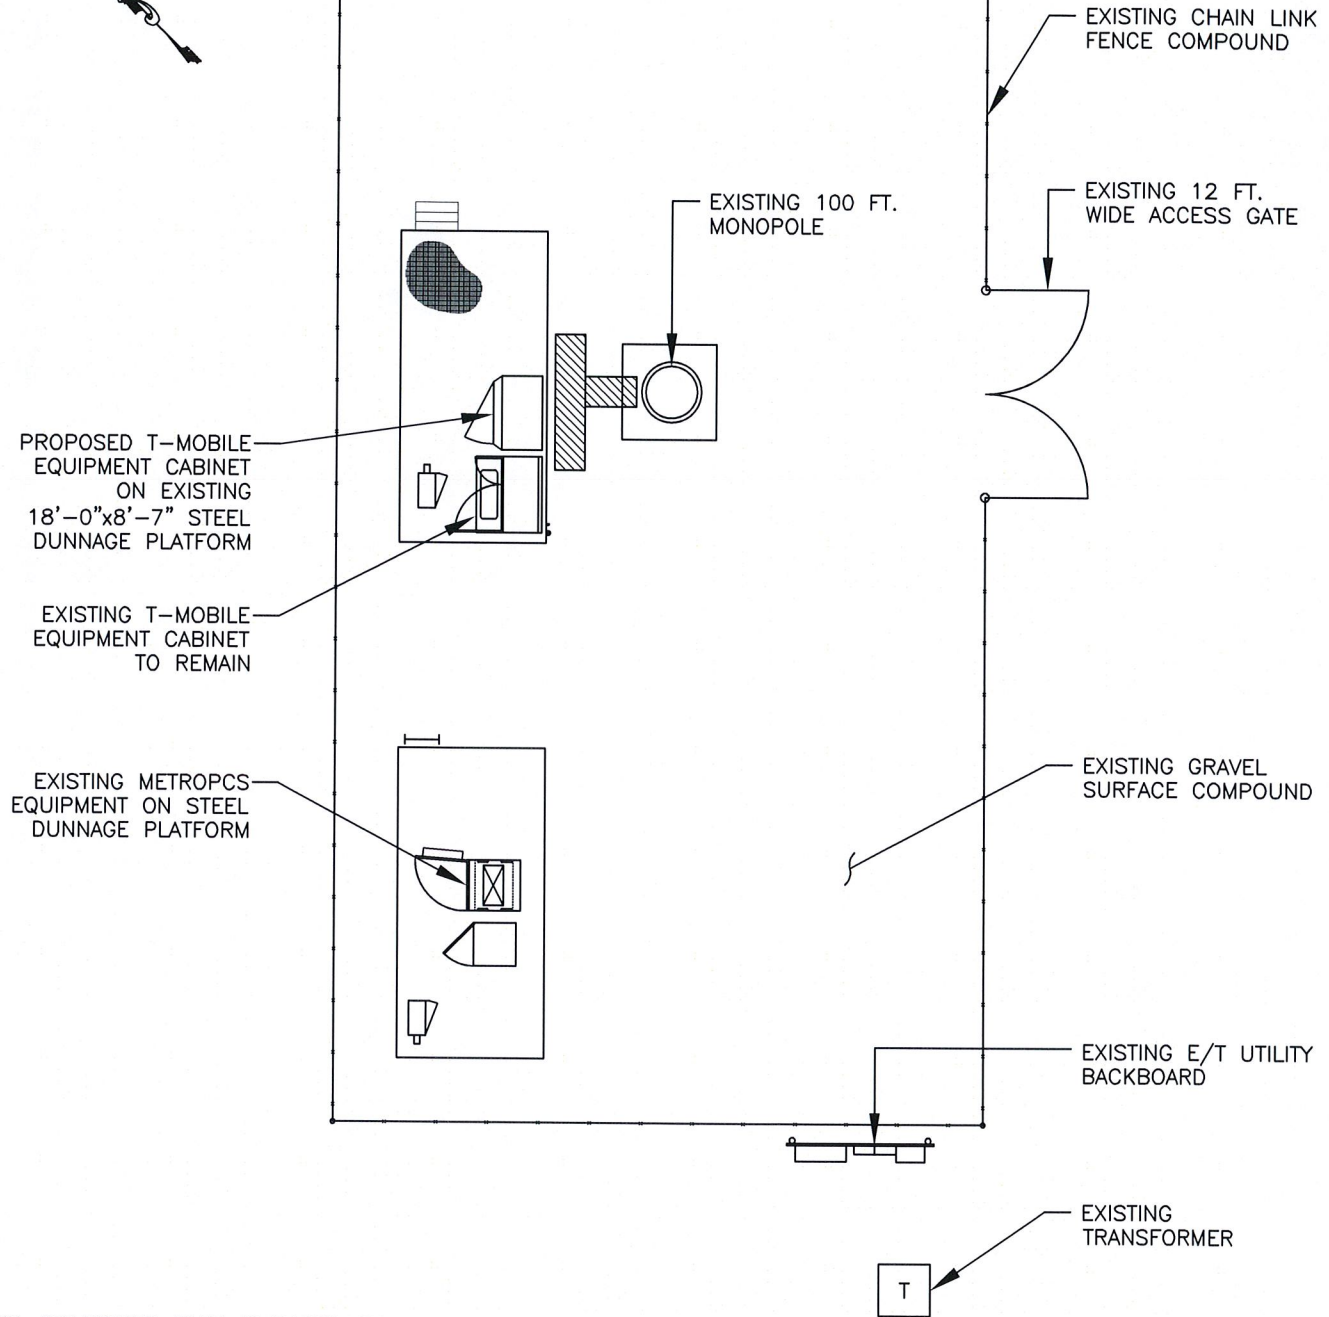 EXISTING CHAIN LINK
FENCE COMPOUND
EXISTING 12 FT.
WIDE ACCESS GATE
EXISTING 100 FT.
MONOPOLE
PROPOSED T-MOBILE
EQUIPMENT CABINET
ON EXISTING
18'-0"x8'-7" STEEL
DUNNAGE PLATFORM
EXISTING T-MOBILE
EQUIPMENT CABINET
TO REMAIN
EXISTING METROPCS
EQUIPMENT ON STEEL
DUNNAGE PLATFORM
EXISTING GRAVEL
SURFACE COMPOUND
EXISTING E/T UTILITY
BACKBOARD
EXISTING
TRANSFORMER
T